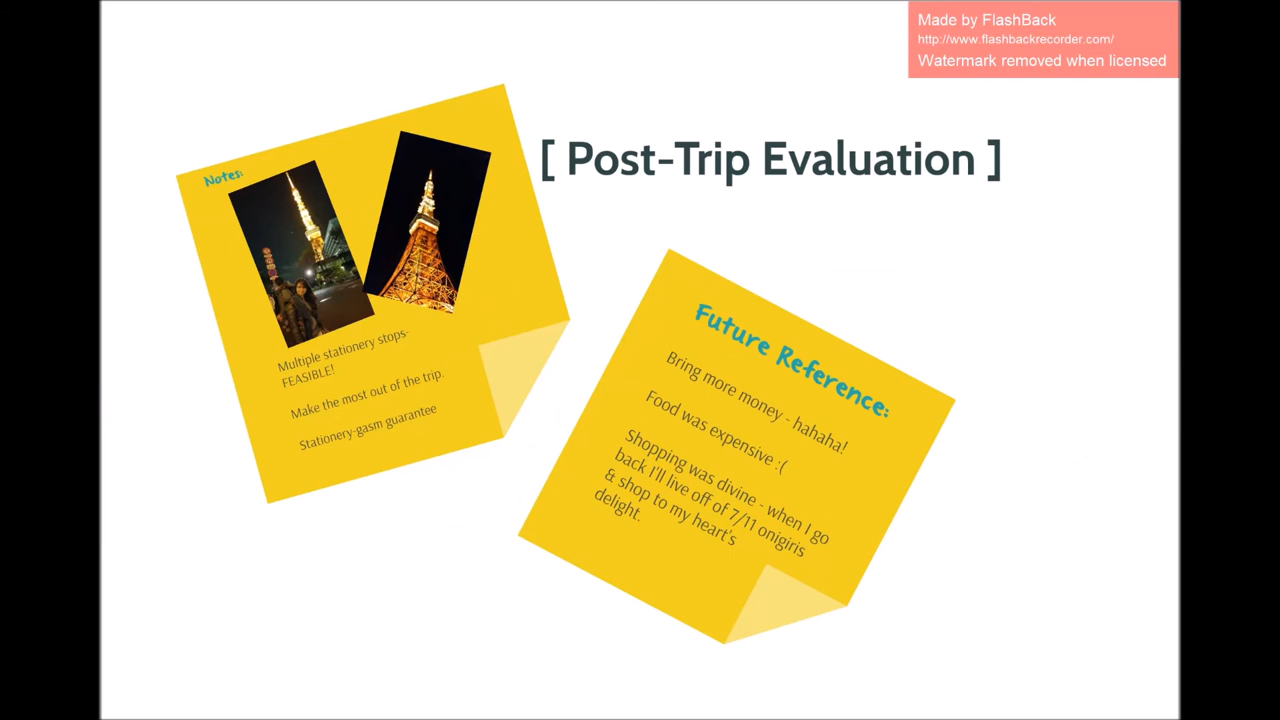 Made by FlashBack
http://www.flashbackrecorder.com/
Watermark removed when licensed
[ Post-Trip Evaluation ]
Notes:
Multiple stationery stops-
FEASIBLE!
Make the most out of the trip.
Stationery-gasm guarantee
Future Reference:
Bring more money - hahaha!
Food was expensive :(
Shopping was divine - when I go
back I'll live off of 7/11 onigiris
& shop to my heart's
delight.